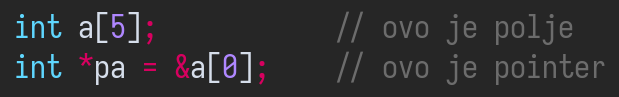 int a[5];           // ovo je polje
int *pa = &a[0];    // ovo je pointer